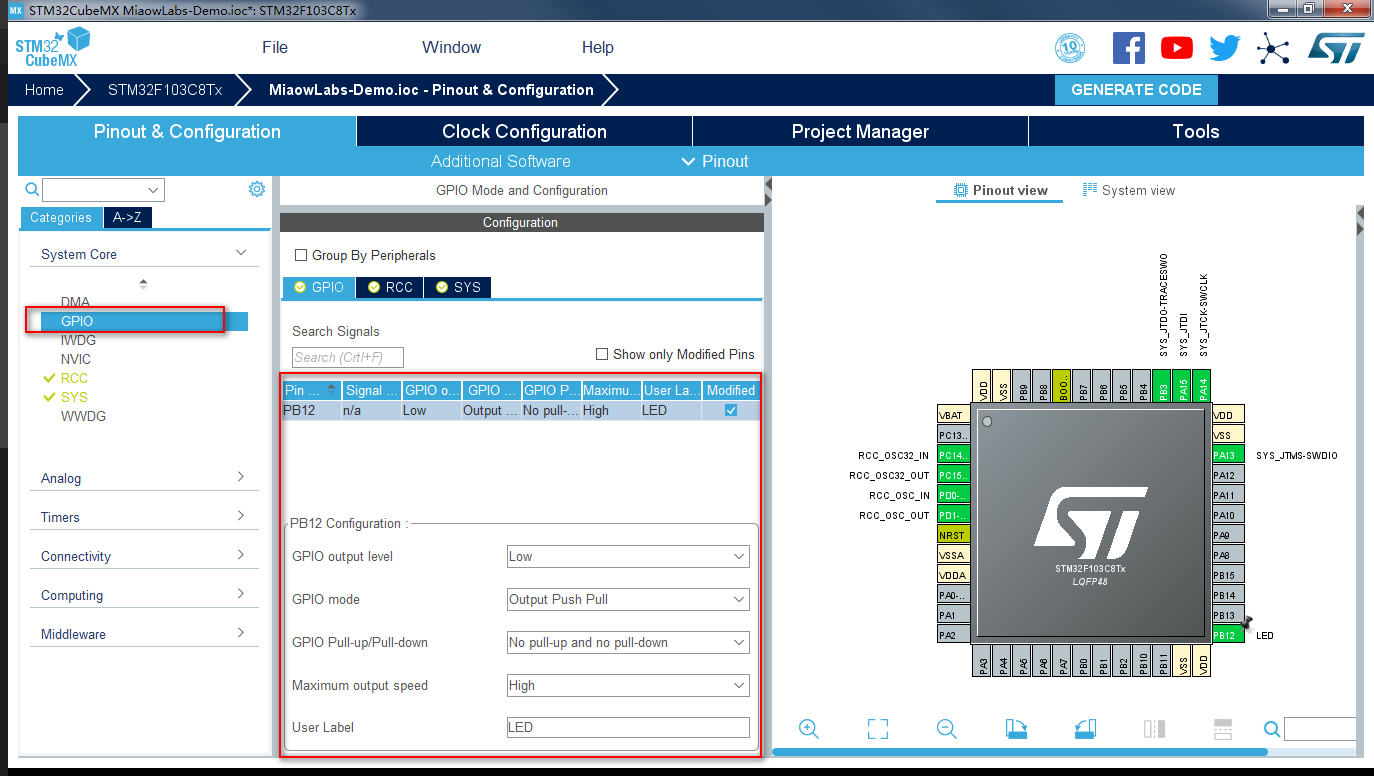 MX STM32CubeMX MiaowLabs-Demo.ioc*: STM32F103C8Tx
STM32
CubeMX
File
Window
Help
10
Home
STM32F103C8Tx
MiaowLabs-Demo.ioc - Pinout & Configuration
GENERATE CODE
Pinout & Configuration
Clock Configuration
Project Manager
Tools
Additional Software
Pinout
Categories
A->Z
System Core
DMA
GPIO
IWDG
NVIC
RCC
SYS
WWDG
Analog
Timers
Connectivity
Computing
Middleware
GPIO Mode and Configuration
Configuration
Group By Peripherals
GPIO
RCC
SYS
Search Signals
Search (Crtl+F)
Show only Modified Pins
Pin ... Signal ... GPIO o... GPIO ... GPIO P... Maximu... User La... Modified
PB12 n/a Low Output ... No pull-... High LED
PB12 Configuration :
GPIO output level Low
GPIO mode Output Push Pull
GPIO Pull-up/Pull-down No pull-up and no pull-down
Maximum output speed High
User Label LED
Pinout view
System view
SYS_JTDO-TRACESWO
SYS_JTDI
SYS_JTCK-SWCLK
VDD
VSS
PB9
PB8
BOO..
PB7
PB6
PB5
PB4
PB3
PA15
PA14
VBAT
PC13..
RCC_OSC32_IN PC14..
RCC_OSC32_OUT PC15..
RCC_OSC_IN PD0-..
RCC_OSC_OUT PD1-..
NRST
VSSA
VDDA
PA0-..
PA1
PA2
STM32F103C8Tx
LQFP48
VDD
VSS
PA13 SYS_JTMS-SWDIO
PA12
PA11
PA10
PA9
PA8
PB15
PB14
PB13
PB12 LED
PA3
PA4
PA5
PA6
PA7
PB0
PB1
PB2
PB10
PB11
VSS
VDD